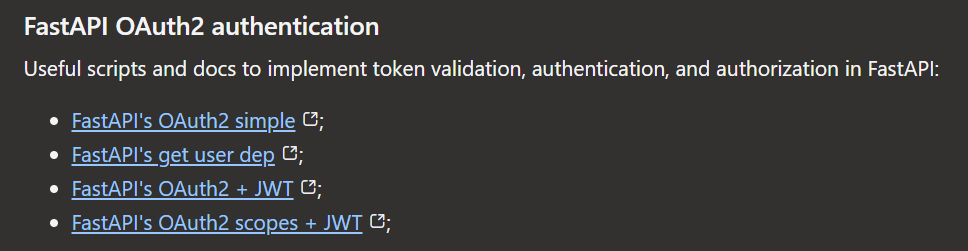 FastAPI OAuth2 authentication
Useful scripts and docs to implement token validation, authentication, and authorization in FastAPI:
• FastAPI's OAuth2 simple;
• FastAPI's get user dep;
• FastAPI's OAuth2 + JWT;
• FastAPI's OAuth2 scopes + JWT;